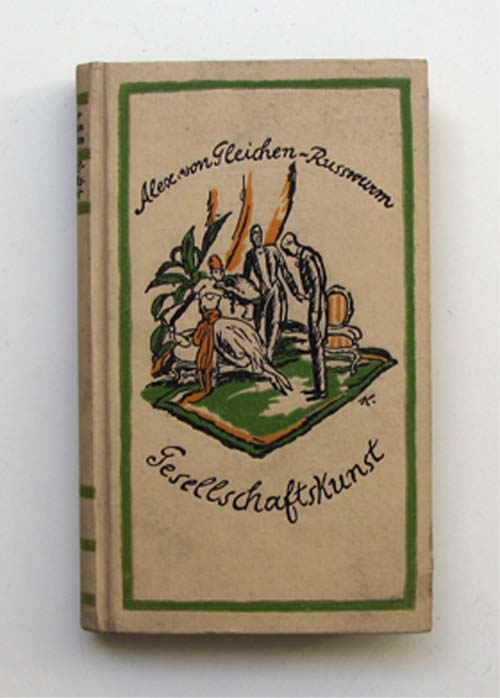 Alex. von Gleichen-Russwurm
K.
Gesellschaftskunst